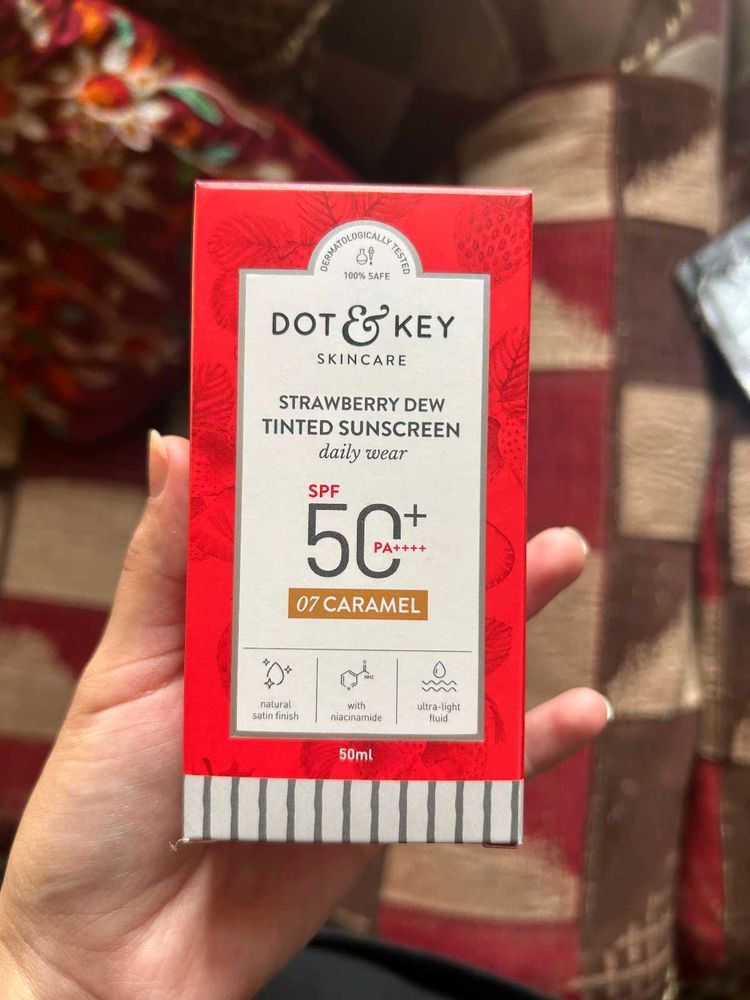 DERMATOLOGICALLY TESTED
100% SAFE
DOT & KEY
SKINCARE
STRAWBERRY DEW
TINTED SUNSCREEN
daily wear
SPF
50+
PA++++
07 CARAMEL
NH2
natural
satin finish
with
niacinamide
ultra-light
fluid
50ml